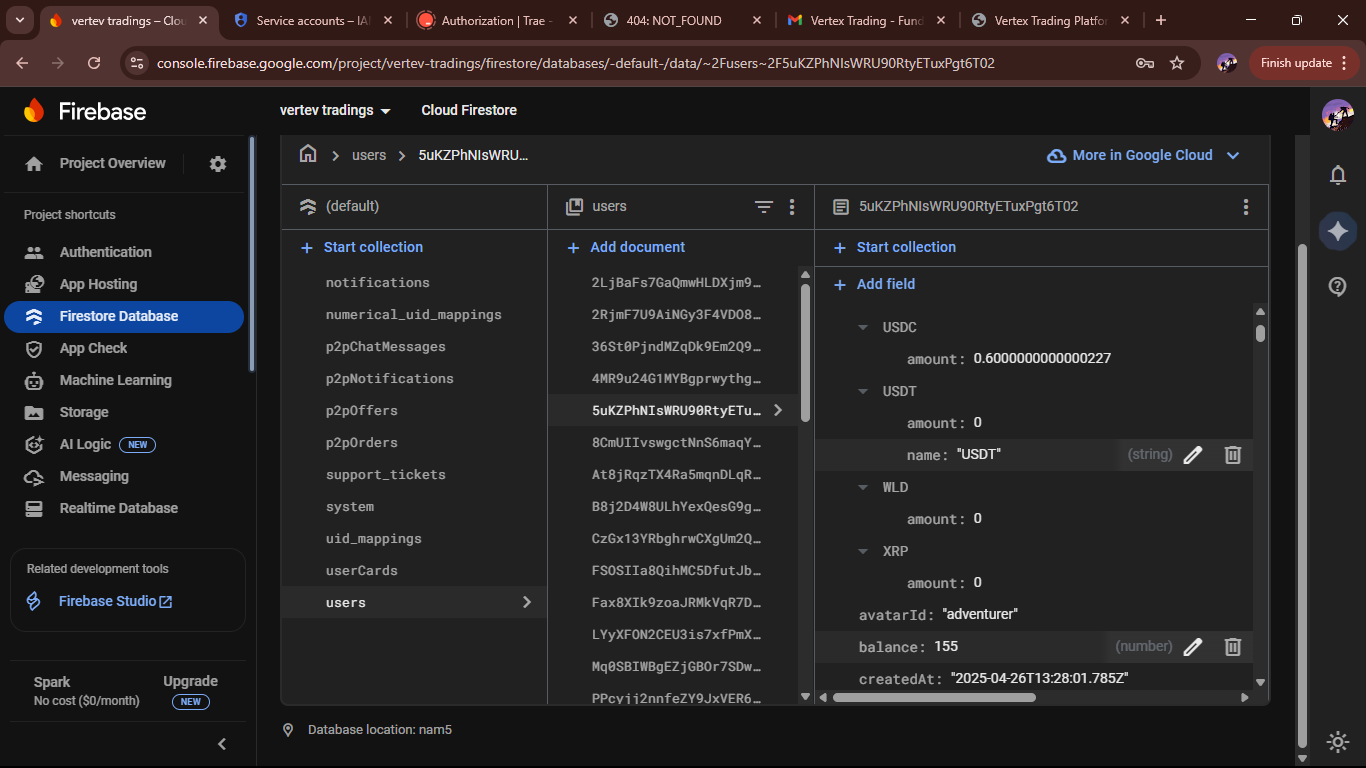 vertev tradings – Clou
Service accounts – IA
Authorization | Trae -
404: NOT_FOUND
Vertex Trading - Fund
Vertex Trading Platfo
console.firebase.google.com/project/vertev-tradings/firestore/databases/-default-/data/~2Fusers~2F5uKZPhNIsWRU90RtyETuxPgt6T02
Finish update
Firebase
vertev tradings
Cloud Firestore
Project Overview
Project shortcuts
Authentication
App Hosting
Firestore Database
App Check
Machine Learning
Storage
AI Logic NEW
Messaging
Realtime Database
Related development tools
Firebase Studio
Spark
No cost ($0/month)
Upgrade
NEW
users
5uKZPhNIsWRU…
More in Google Cloud
(default)
Start collection
notifications
numerical_uid_mappings
p2pChatMessages
p2pNotifications
p2pOffers
p2pOrders
support_tickets
system
uid_mappings
userCards
users
users
Add document
2LjBaFs7GaQmwHLDXjm9…
2RjmF7U9AiNGy3F4VDO8…
36St0PjndMZqDk9Em2Q9…
4MR9u24G1MYBgprwythg…
5uKZPhNIsWRU90RtyETu…
8CmUIIvswgctNnS6maqY…
At8jRqzTX4Ra5mqnDLqR…
B8j2D4W8ULhYexQesG9g…
CzGx13YRbghrwCXgUm2Q…
FSOSIIa8QihMC5DfutJb…
Fax8XIk9zoaJRMkVqR7D…
LYyXFON2CEU3is7xfPmX…
Mq0SBIWBgEZjGBOr7SDw…
PPcyjj2nnfeZY9JxVER6…
5uKZPhNIsWRU90RtyETuxPgt6T02
Start collection
Add field
USDC
amount: 0.6000000000000227
USDT
amount: 0
name: "USDT" (string)
WLD
amount: 0
XRP
amount: 0
avatarId: "adventurer"
balance: 155 (number)
createdAt: "2025-04-26T13:28:01.785Z"
Database location: nam5